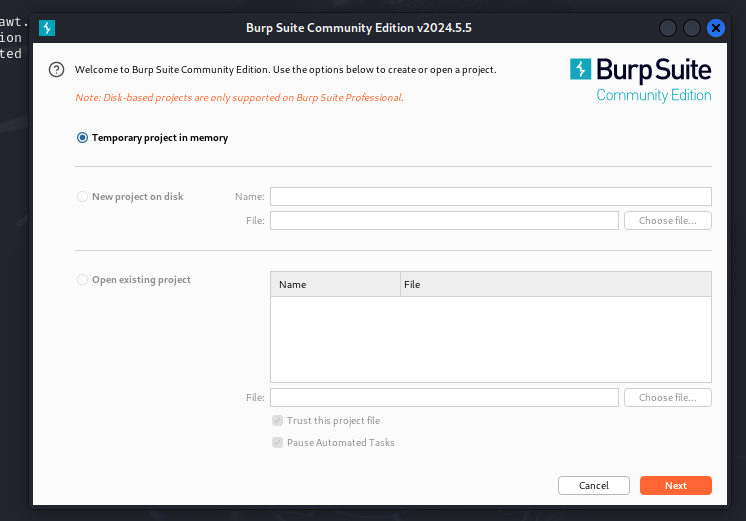 awt.
ion
ted
Burp Suite Community Edition v2024.5.5
Welcome to Burp Suite Community Edition. Use the options below to create or open a project.
Note: Disk-based projects are only supported on Burp Suite Professional.
Burp Suite
Community Edition
Temporary project in memory
New project on disk
Name:
File:
Choose file...
Open existing project
Name
File
File:
Choose file...
Trust this project file
Pause Automated Tasks
Cancel
Next